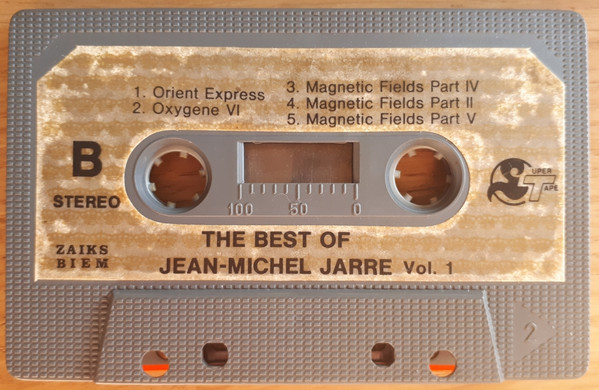 1. Orient Express
2. Oxygene VI
3. Magnetic Fields Part IV
4. Magnetic Fields Part II
5. Magnetic Fields Part V
B
STEREO
100 50 0
SUPER
TAPE
ZAIKS
BIEM
THE BEST OF
JEAN-MICHEL JARRE Vol. 1
2